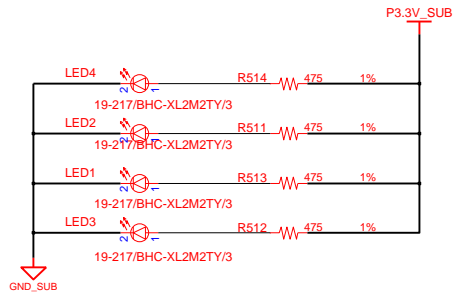 P3.3V_SUB
LED4
R514 475 1%
2 1
19-217/BHC-XL2M2TY/3
LED2
R511 475 1%
2 1
19-217/BHC-XL2M2TY/3
LED1
R513 475 1%
2 1
19-217/BHC-XL2M2TY/3
LED3
R512 475 1%
2 1
19-217/BHC-XL2M2TY/3
GND_SUB